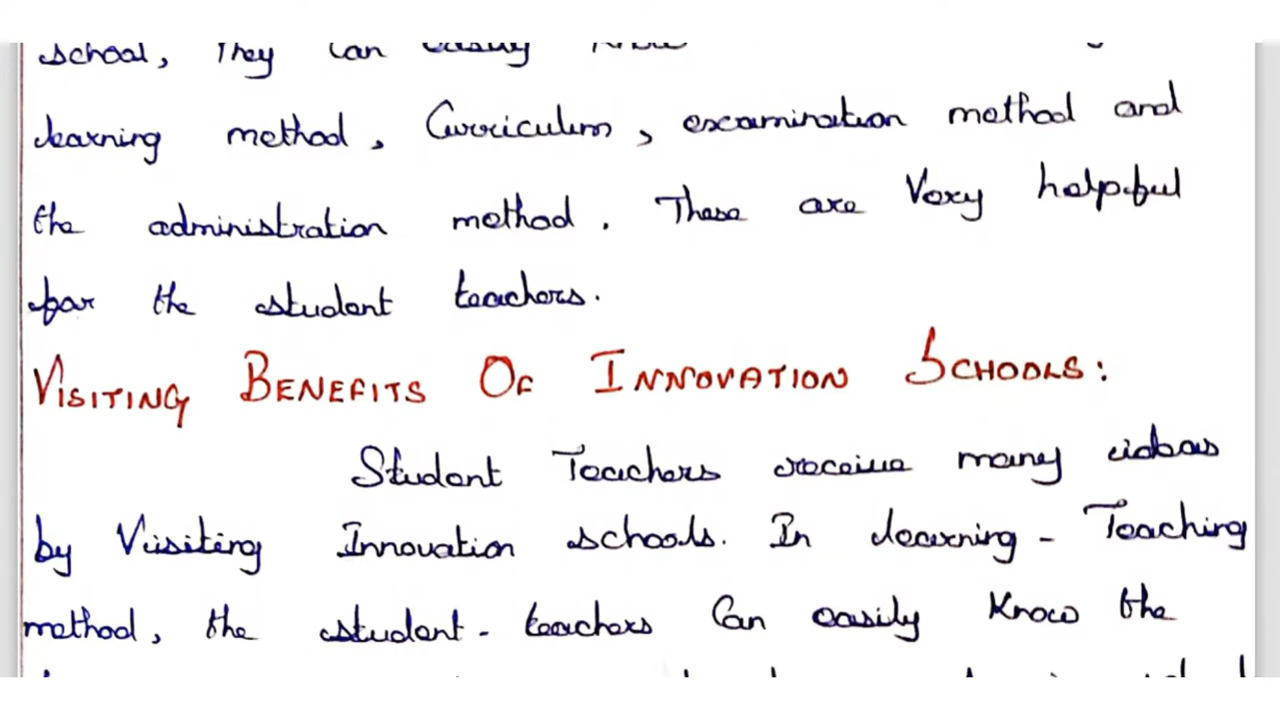 school, They Can easily know
learning method, Curriculum, examination method and
the administration method. These are Very helpful
for the student teachers.
VISITING BENEFITS OF INNOVATION SCHOOLS:
Student Teachers receive many ideas
by Visiting Innovation schools. In learning - Teaching
method, the student - teachers Can easily Know the